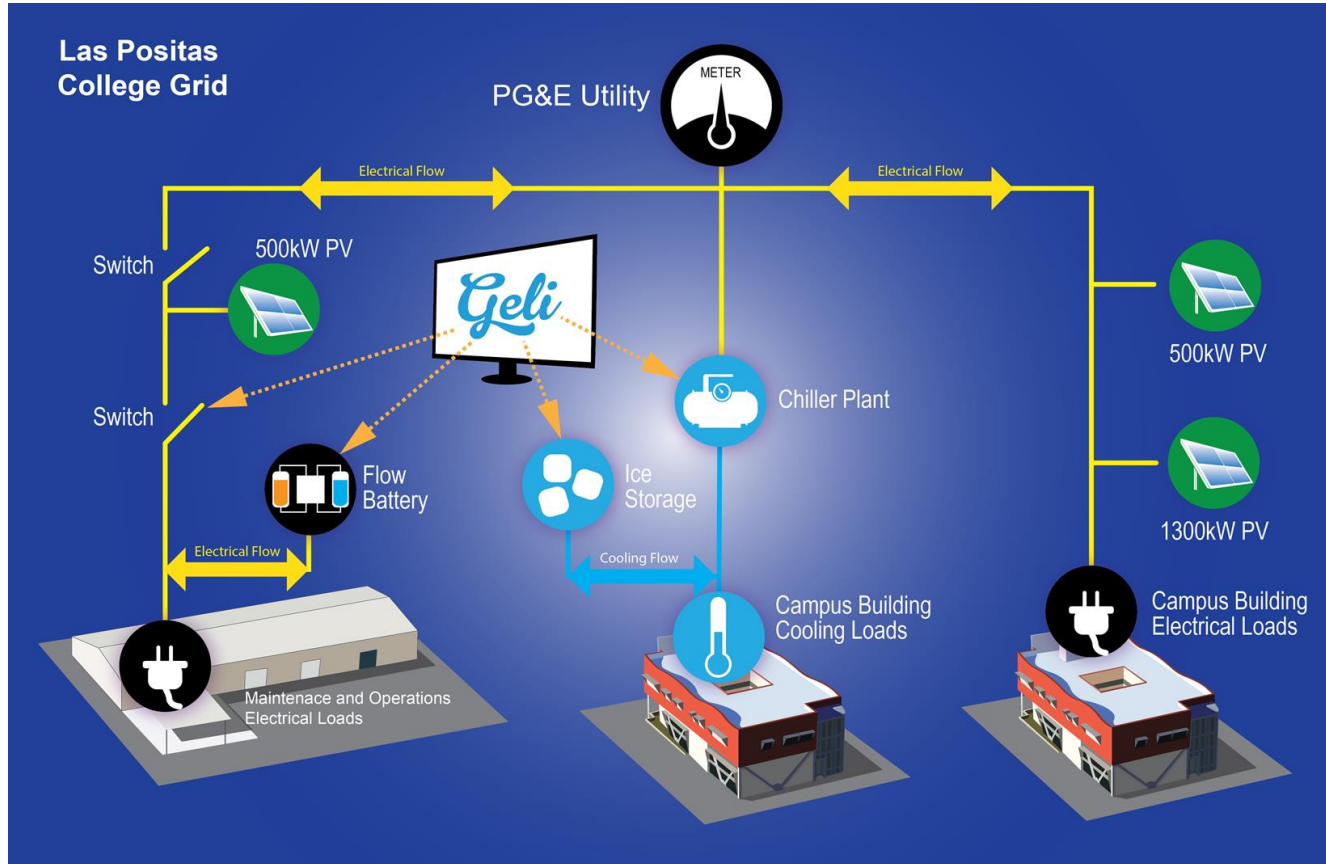 Las Positas
College Grid
METER
PG&E Utility
Electrical Flow
Electrical Flow
Switch
500kW PV
Geli
500kW PV
Switch
Chiller Plant
Flow
Battery
Ice
Storage
1300kW PV
Electrical Flow
Cooling Flow
Campus Building
Cooling Loads
Campus Building
Electrical Loads
Maintenace and Operations
Electrical Loads